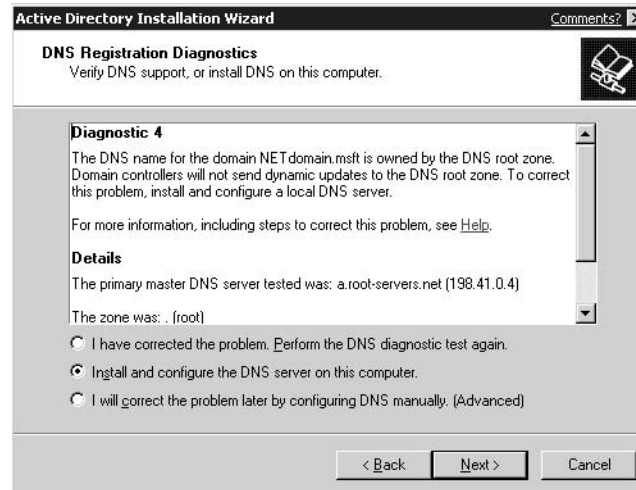 Active Directory Installation Wizard Comments?
DNS Registration Diagnostics
Verify DNS support, or install DNS on this computer.
Diagnostic 4
The DNS name for the domain NETdomain.msft is owned by the DNS root zone.
Domain controllers will not send dynamic updates to the DNS root zone. To correct
this problem, install and configure a local DNS server.
For more information, including steps to correct this problem, see Help.
Details
The primary master DNS server tested was: a.root-servers.net (198.41.0.4)
The zone was: . (root)
I have corrected the problem. Perform the DNS diagnostic test again.
Install and configure the DNS server on this computer.
I will correct the problem later by configuring DNS manually. (Advanced)
< Back Next > Cancel